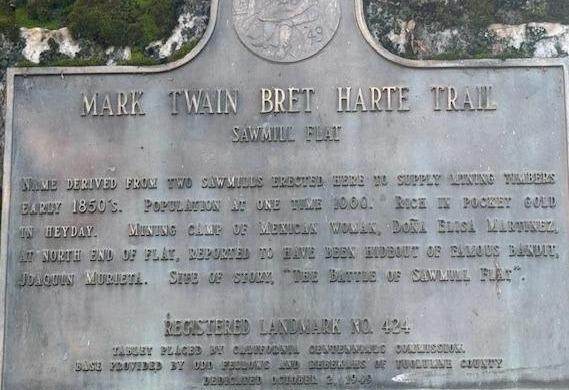 '49
MARK TWAIN BRET HARTE TRAIL
SAWMILL FLAT
NAME DERIVED FROM TWO SAWMILLS ERECTED HERE TO SUPPLY MINING TIMBERS
EARLY 1850'S. POPULATION AT ONE TIME 1000. RICH IN POCKET GOLD
IN HEYDAY. MINING CAMP OF MEXICAN WOMAN, DOÑA ELISA MARTINEZ,
AT NORTH END OF FLAT, REPORTED TO HAVE BEEN HIDEOUT OF FAMOUS BANDIT,
JOAQUIN MURIETA. SITE OF STORY, "THE BATTLE OF SAWMILL FLAT".
REGISTERED LANDMARK NO. 424
TABLET PLACED BY CALIFORNIA CENTENNIALS COMMISSION.
BASE PROVIDED BY ODD FELLOWS AND REBEKAHS OF TUOLUMNE COUNTY
DEDICATED OCTOBER 2, 1949